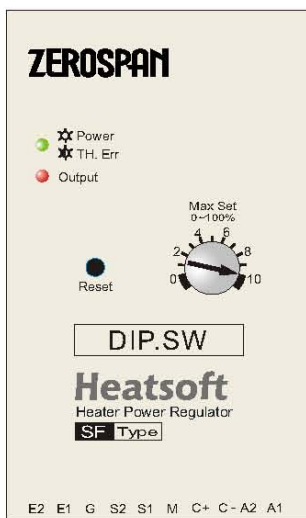 ZEROSPAN
Power
TH. Err
Output
Max Set
0~100%
4 6
2 8
0 10
Reset
DIP.SW
Heatsoft
Heater Power Regulator
SF Type
E2 E1 G S2 S1 M C+ C- A2 A1